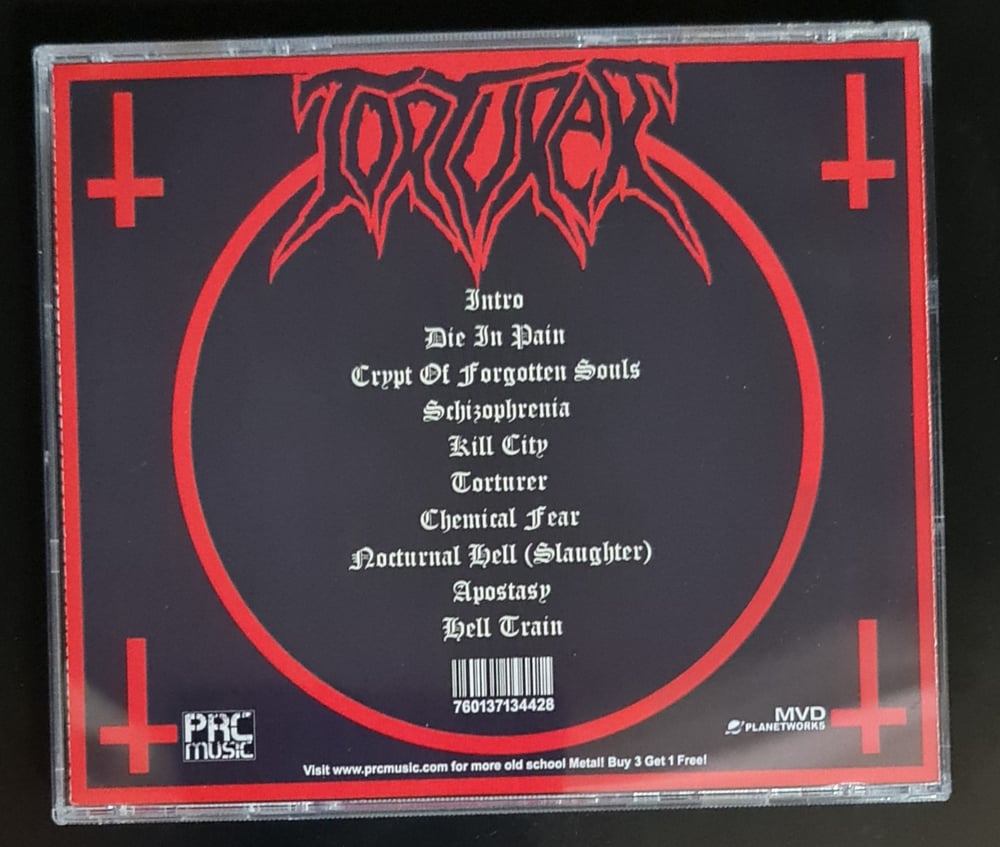 TORTURER
Intro
Die In Pain
Crypt Of Forgotten Souls
Schizophrenia
Kill City
Torturer
Chemical Fear
Nocturnal Hell (Slaughter)
Apostasy
Hell Train
760137134428
PRC
MUSIC
MVD
PLANETWORKS
Visit www.prcmusic.com for more old school Metal! Buy 3 Get 1 Free!